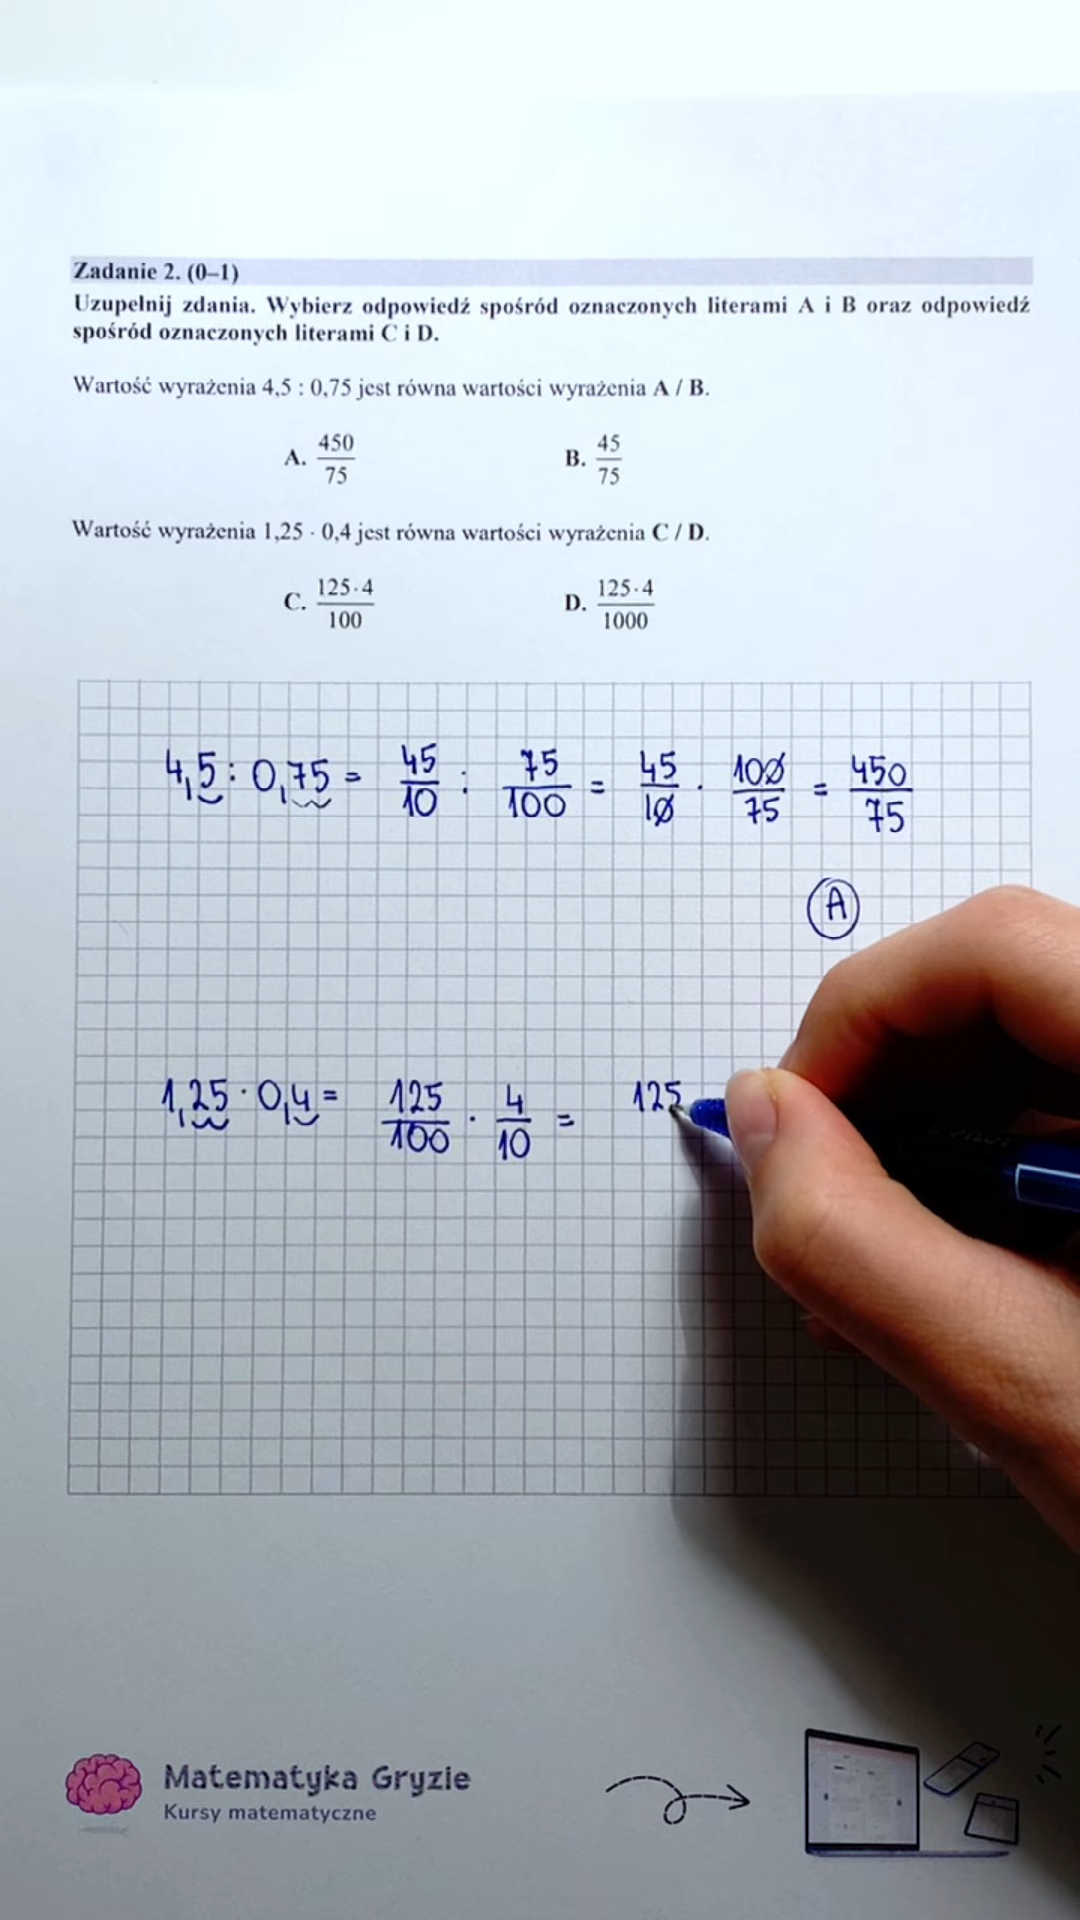 Zadanie 2. (0–1)
Uzupełnij zdania. Wybierz odpowiedź spośród oznaczonych literami A i B oraz odpowiedź
spośród oznaczonych literami C i D.
Wartość wyrażenia 4,5 : 0,75 jest równa wartości wyrażenia A / B.
A. 450/75 B. 45/75
Wartość wyrażenia 1,25 · 0,4 jest równa wartości wyrażenia C / D.
C. 125·4/100 D. 125·4/1000
4,5 : 0,75 = 45/10 : 75/100 = 45/10 · 100/75 = 450/75
A
1,25 · 0,4 = 125/100 · 4/10 = 125
Matematyka Gryzie
Kursy matematyczne